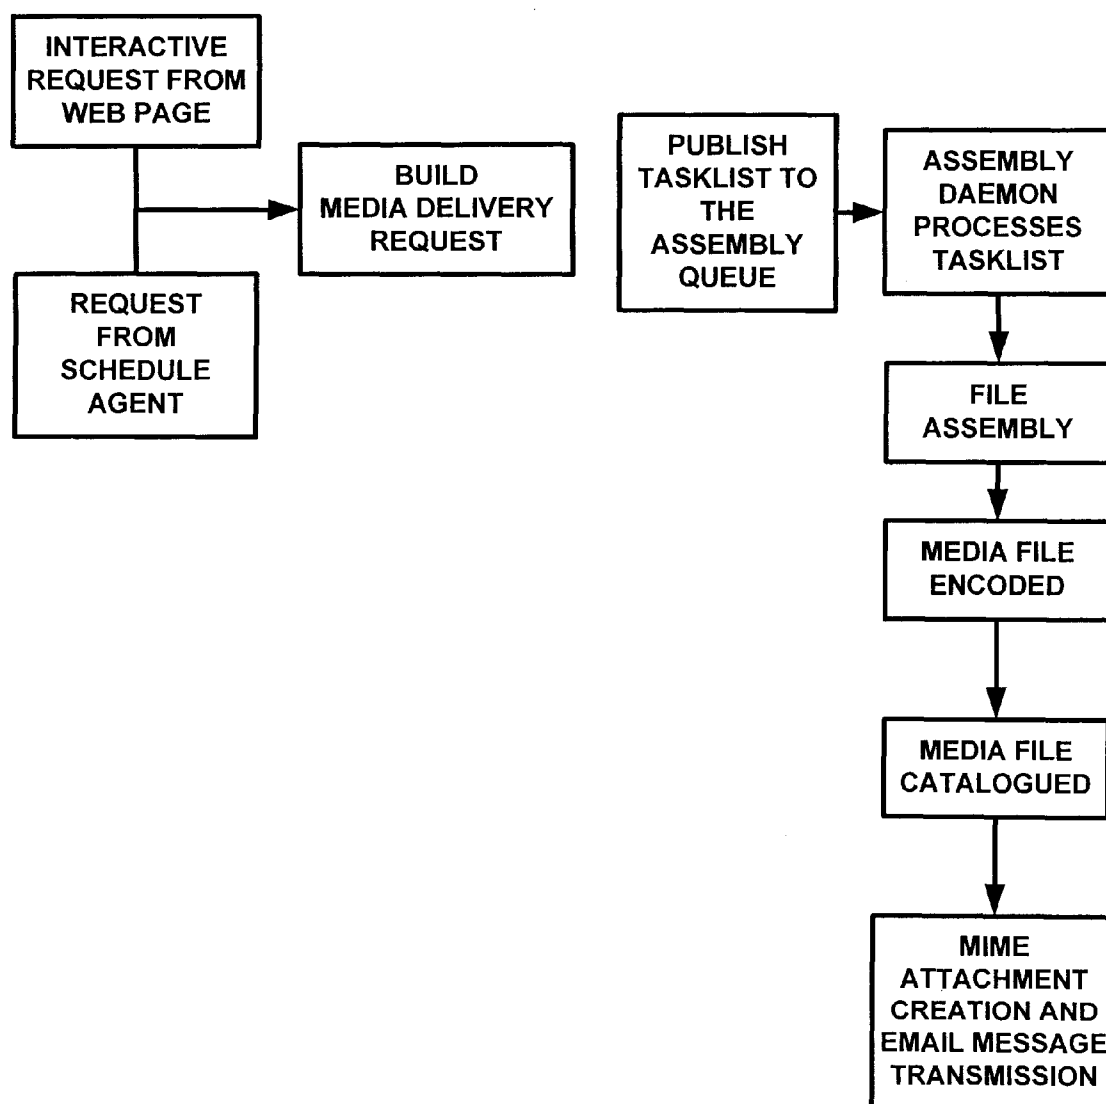 INTERACTIVE
REQUEST FROM
WEB PAGE
REQUEST
FROM
SCHEDULE
AGENT
BUILD
MEDIA DELIVERY
REQUEST
PUBLISH
TASKLIST TO
THE
ASSEMBLY
QUEUE
ASSEMBLY
DAEMON
PROCESSES
TASKLIST
FILE
ASSEMBLY
MEDIA FILE
ENCODED
MEDIA FILE
CATALOGUED
MIME
ATTACHMENT
CREATION AND
EMAIL MESSAGE
TRANSMISSION